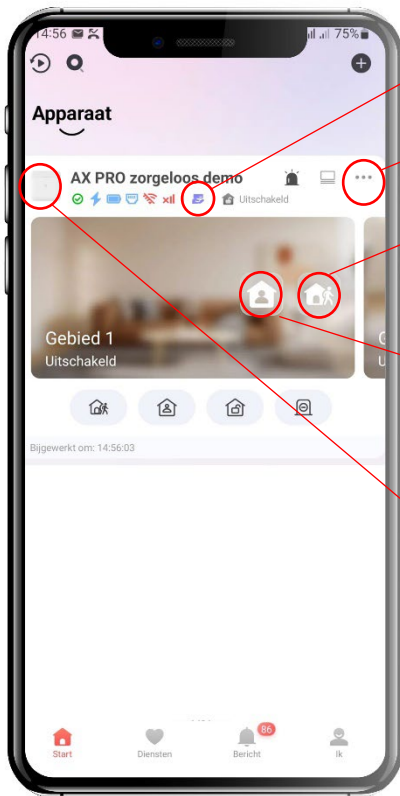 14:56 75%
Apparaat
AX PRO zorgeloos demo
Uitschakeld
Gebied 1
Uitschakeld
Bijgewerkt om: 14:56:03
86
Start Diensten Bericht Ik